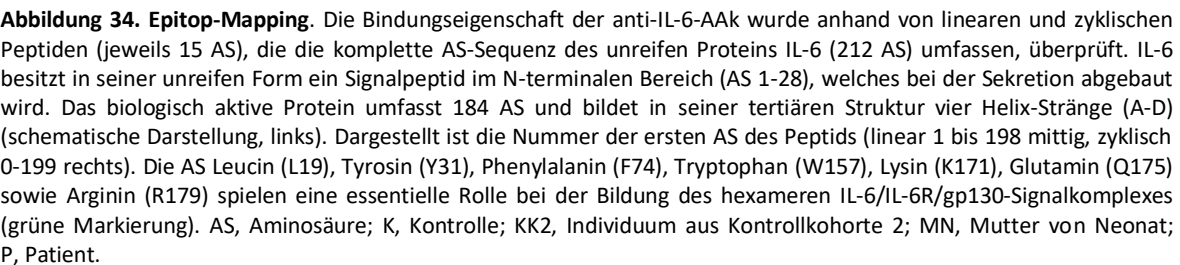 Abbildung 34. Epitop-Mapping. Die Bindungseigenschaft der anti-IL-6-AAk wurde anhand von linearen und zyklischen
Peptiden (jeweils 15 AS), die die komplette AS-Sequenz des unreifen Proteins IL-6 (212 AS) umfassen, überprüft. IL-6
besitzt in seiner unreifen Form ein Signalpeptid im N-terminalen Bereich (AS 1-28), welches bei der Sekretion abgebaut
wird. Das biologisch aktive Protein umfasst 184 AS und bildet in seiner tertiären Struktur vier Helix-Stränge (A-D)
(schematische Darstellung, links). Dargestellt ist die Nummer der ersten AS des Peptids (linear 1 bis 198 mittig, zyklisch
0-199 rechts). Die AS Leucin (L19), Tyrosin (Y31), Phenylalanin (F74), Tryptophan (W157), Lysin (K171), Glutamin (Q175)
sowie Arginin (R179) spielen eine essentielle Rolle bei der Bildung des hexameren IL-6/IL-6R/gp130-Signalkomplexes
(grüne Markierung). AS, Aminosäure; K, Kontrolle; KK2, Individuum aus Kontrollkohorte 2; MN, Mutter von Neonat;
P, Patient.